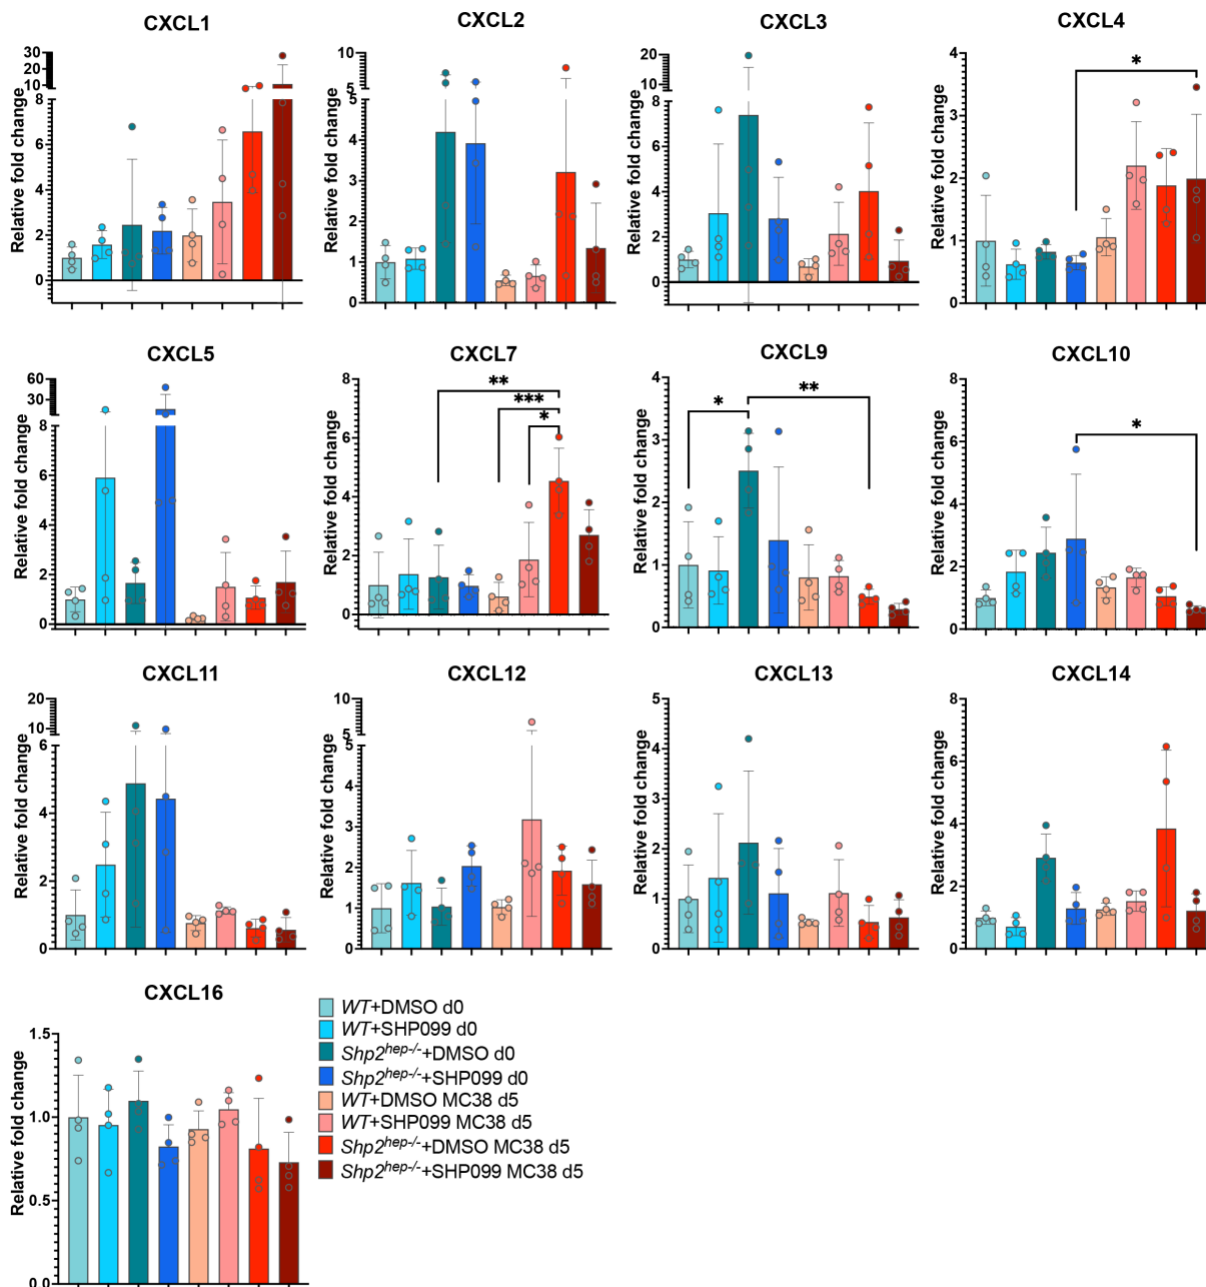 CXCL1
Relative fold change
30
20
10
8
6
4
2
0
CXCL2
Relative fold change
10
5
4
3
2
1
0
CXCL3
Relative fold change
20
10
8
6
4
2
0
CXCL4
Relative fold change
4
3
2
1
0
*
CXCL5
Relative fold change
60
30
8
6
4
2
0
CXCL7
Relative fold change
8
6
4
2
0
**
***
*
CXCL9
Relative fold change
4
3
2
1
0
*
**
CXCL10
Relative fold change
8
6
4
2
0
*
CXCL11
Relative fold change
20
10
6
4
2
0
CXCL12
Relative fold change
10
5
5
4
3
2
1
0
CXCL13
Relative fold change
5
4
3
2
1
0
CXCL14
Relative fold change
8
6
4
2
0
CXCL16
Relative fold change
1.5
1.0
0.5
0.0
WT+DMSO d0
WT+SHP099 d0
Shp2hep-/-+DMSO d0
Shp2hep-/-+SHP099 d0
WT+DMSO MC38 d5
WT+SHP099 MC38 d5
Shp2hep-/-+DMSO MC38 d5
Shp2hep-/-+SHP099 MC38 d5